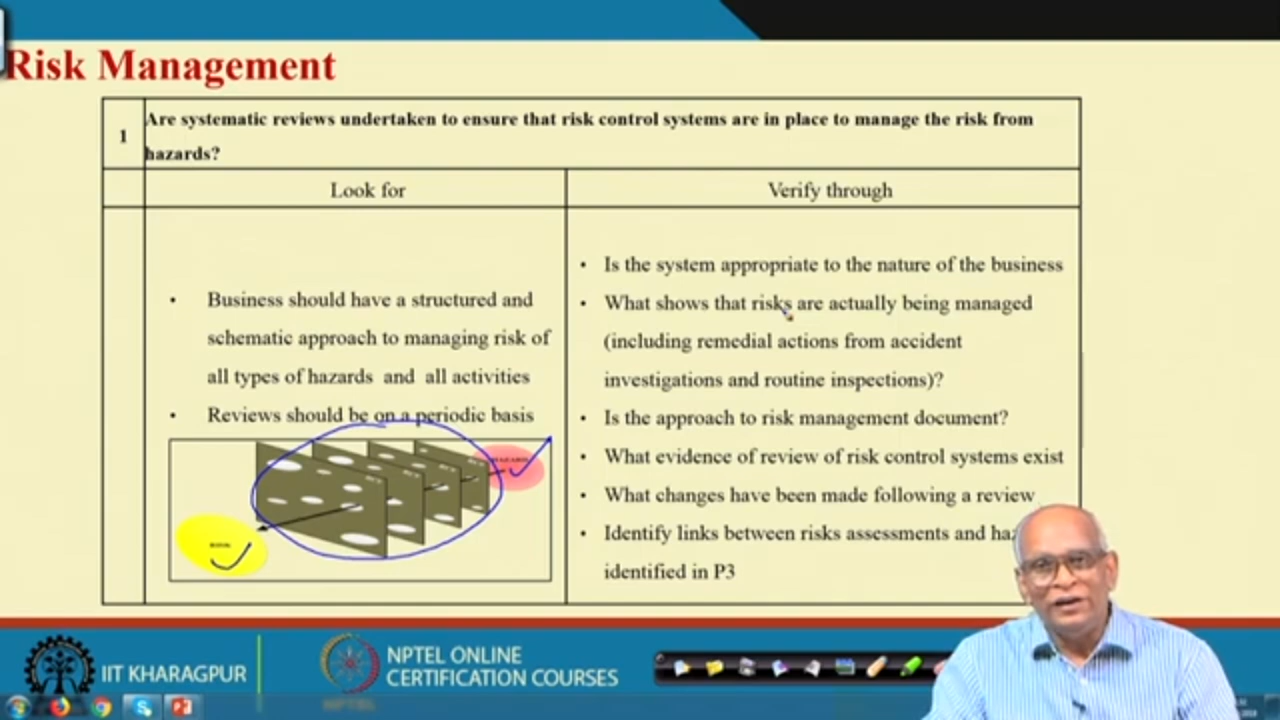 Risk Management
1
Are systematic reviews undertaken to ensure that risk control systems are in place to manage the risk from
hazards?
Look for
Verify through
• Business should have a structured and
schematic approach to managing risk of
all types of hazards and all activities
• Reviews should be on a periodic basis
• Is the system appropriate to the nature of the business
• What shows that risks are actually being managed
(including remedial actions from accident
investigations and routine inspections)?
• Is the approach to risk management document?
• What evidence of review of risk control systems exist
• What changes have been made following a review
• Identify links between risks assessments and
identified in P3
IIT KHARAGPUR
NPTEL ONLINE
CERTIFICATION COURSES
NPTEL